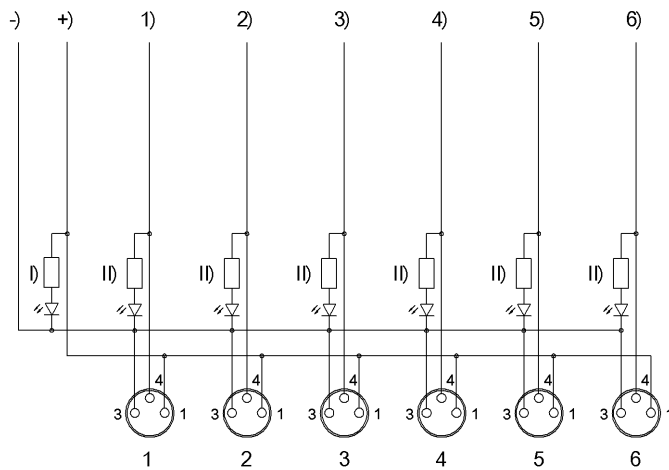 -) +) 1) 2) 3) 4) 5) 6)
I) II) II) II) II) II) II)
4 4 4 4 4 4
3 1 3 1 3 1 3 1 3 1 3 1
1 2 3 4 5 6